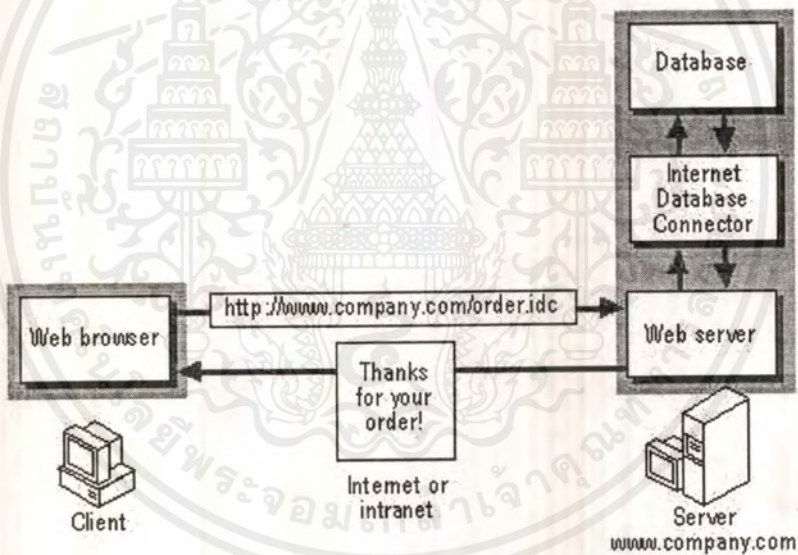 Database
Internet
Database
Connector
http://www.company.com/order.idc
Web browser
Web server
Thanks
for your
order!
Internet or
intranet
Client
Server
www.company.com